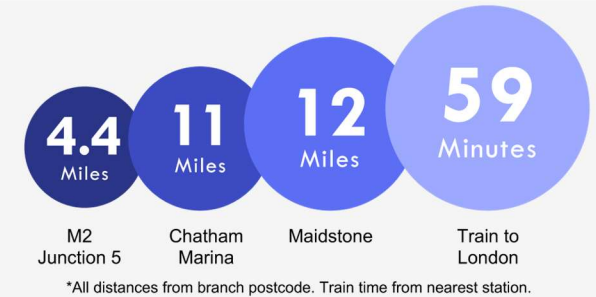 4.4
Miles
11
Miles
12
Miles
59
Minutes
M2
Junction 5
Chatham
Marina
Maidstone
Train to
London
*All distances from branch postcode. Train time from nearest station.